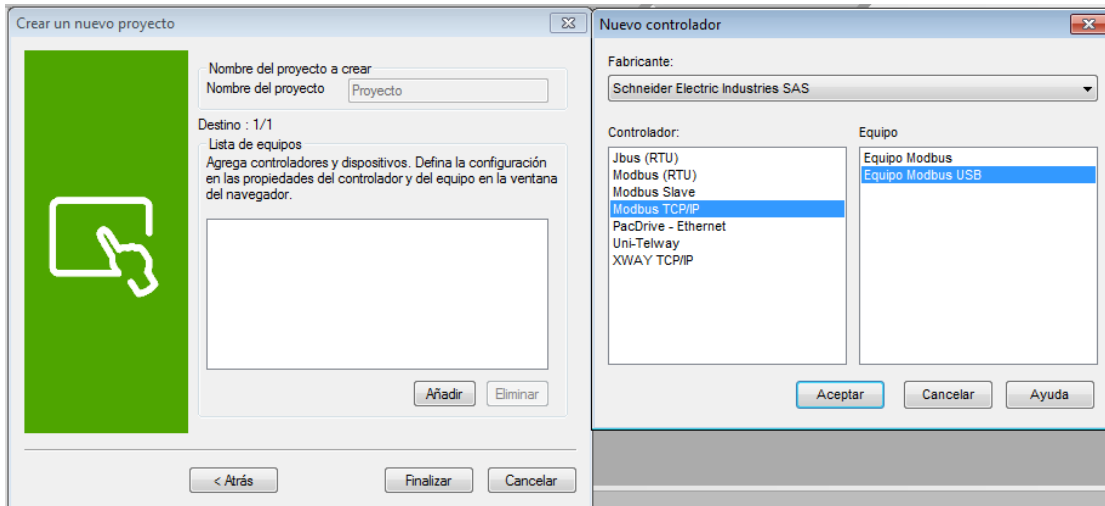 Crear un nuevo proyecto
Nombre del proyecto a crear
Nombre del proyecto Proyecto
Destino : 1/1
Lista de equipos
Agrega controladores y dispositivos. Defina la configuración
en las propiedades del controlador y del equipo en la ventana
del navegador.
Añadir Eliminar
< Atrás Finalizar Cancelar
Nuevo controlador
Fabricante:
Schneider Electric Industries SAS
Controlador:
Jbus (RTU)
Modbus (RTU)
Modbus Slave
Modbus TCP/IP
PacDrive - Ethernet
Uni-Telway
XWAY TCP/IP
Equipo
Equipo Modbus
Equipo Modbus USB
Aceptar Cancelar Ayuda